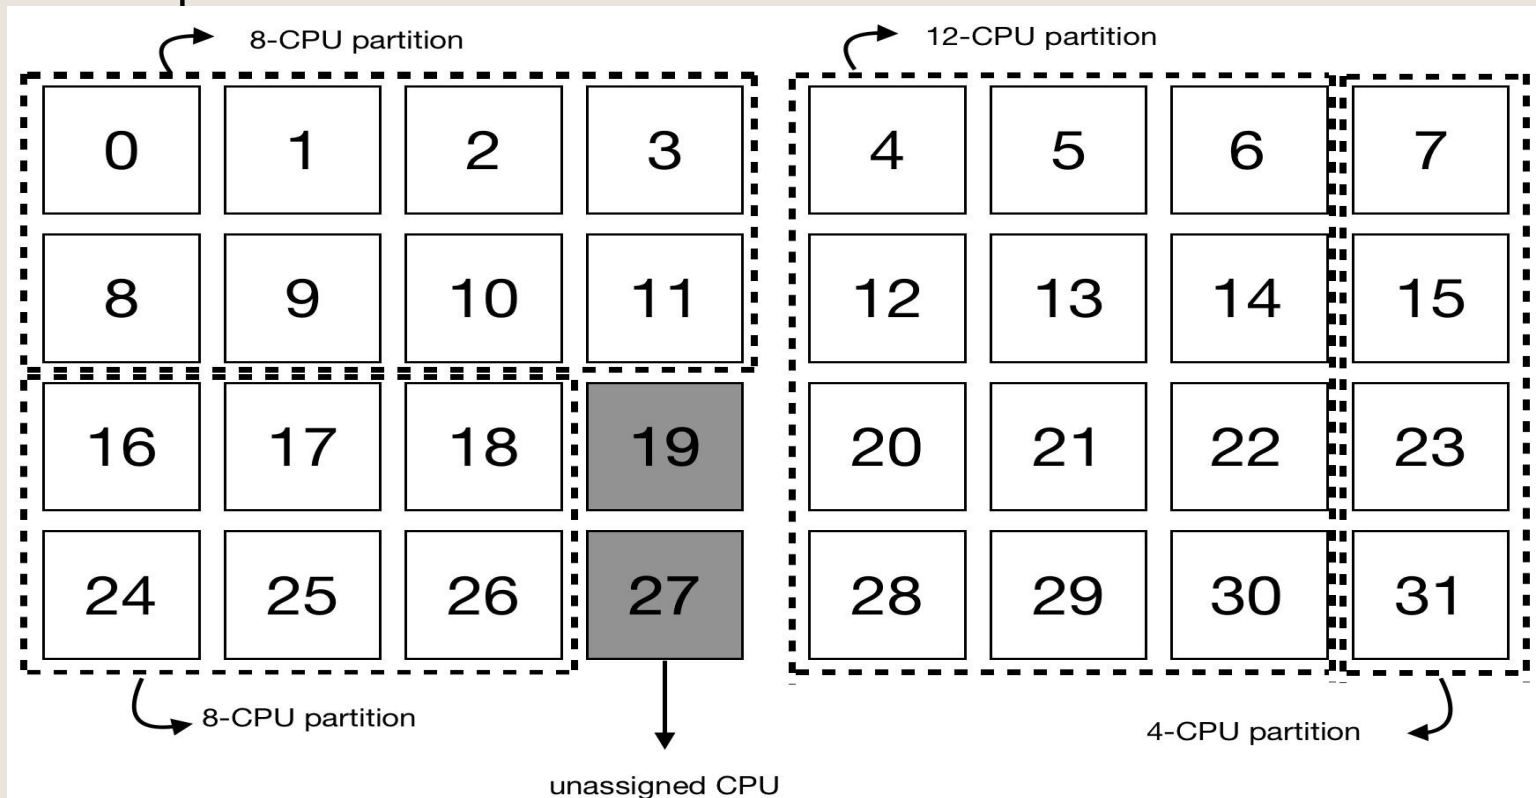 8-CPU partition
12-CPU partition
0 1 2 3 4 5 6 7
8 9 10 11 12 13 14 15
16 17 18 19 20 21 22 23
24 25 26 27 28 29 30 31
8-CPU partition
4-CPU partition
unassigned CPU